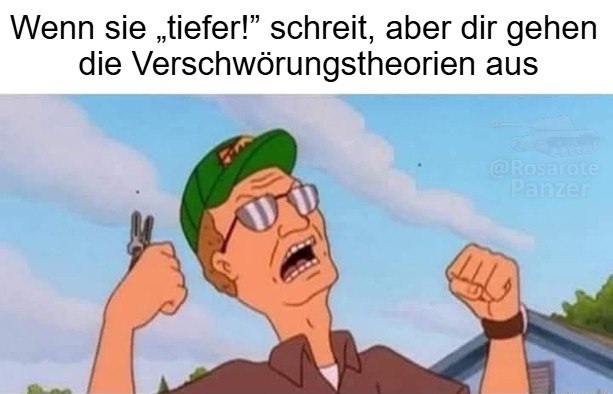 Wenn sie „tiefer!” schreit, aber dir gehen
die Verschwörungstheorien aus
@Rosarote
Panzer